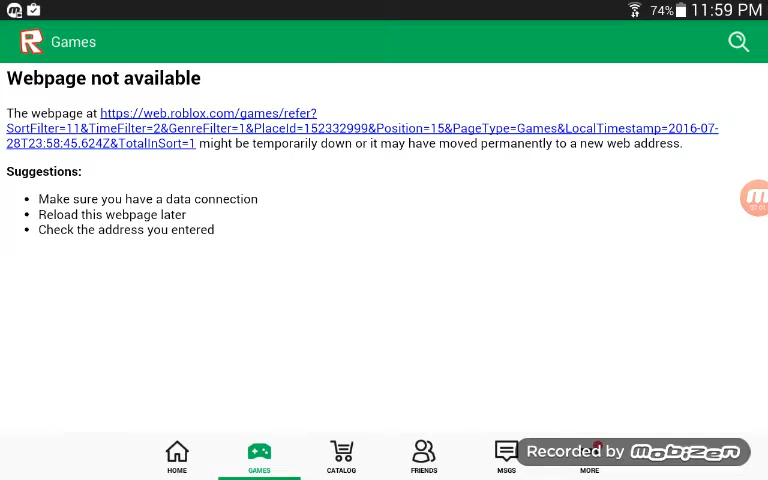 74% 11:59 PM
R Games
Webpage not available
The webpage at https://web.roblox.com/games/refer?
SortFilter=11&TimeFilter=2&GenreFilter=1&PlaceId=152332999&Position=15&PageType=Games&LocalTimestamp=2016-07-
28T23:58:45.624Z&TotalInSort=1 might be temporarily down or it may have moved permanently to a new web address.
Suggestions:
• Make sure you have a data connection
• Reload this webpage later
• Check the address you entered
HOME GAMES CATALOG FRIENDS MSGS MORE
Recorded by mobizen